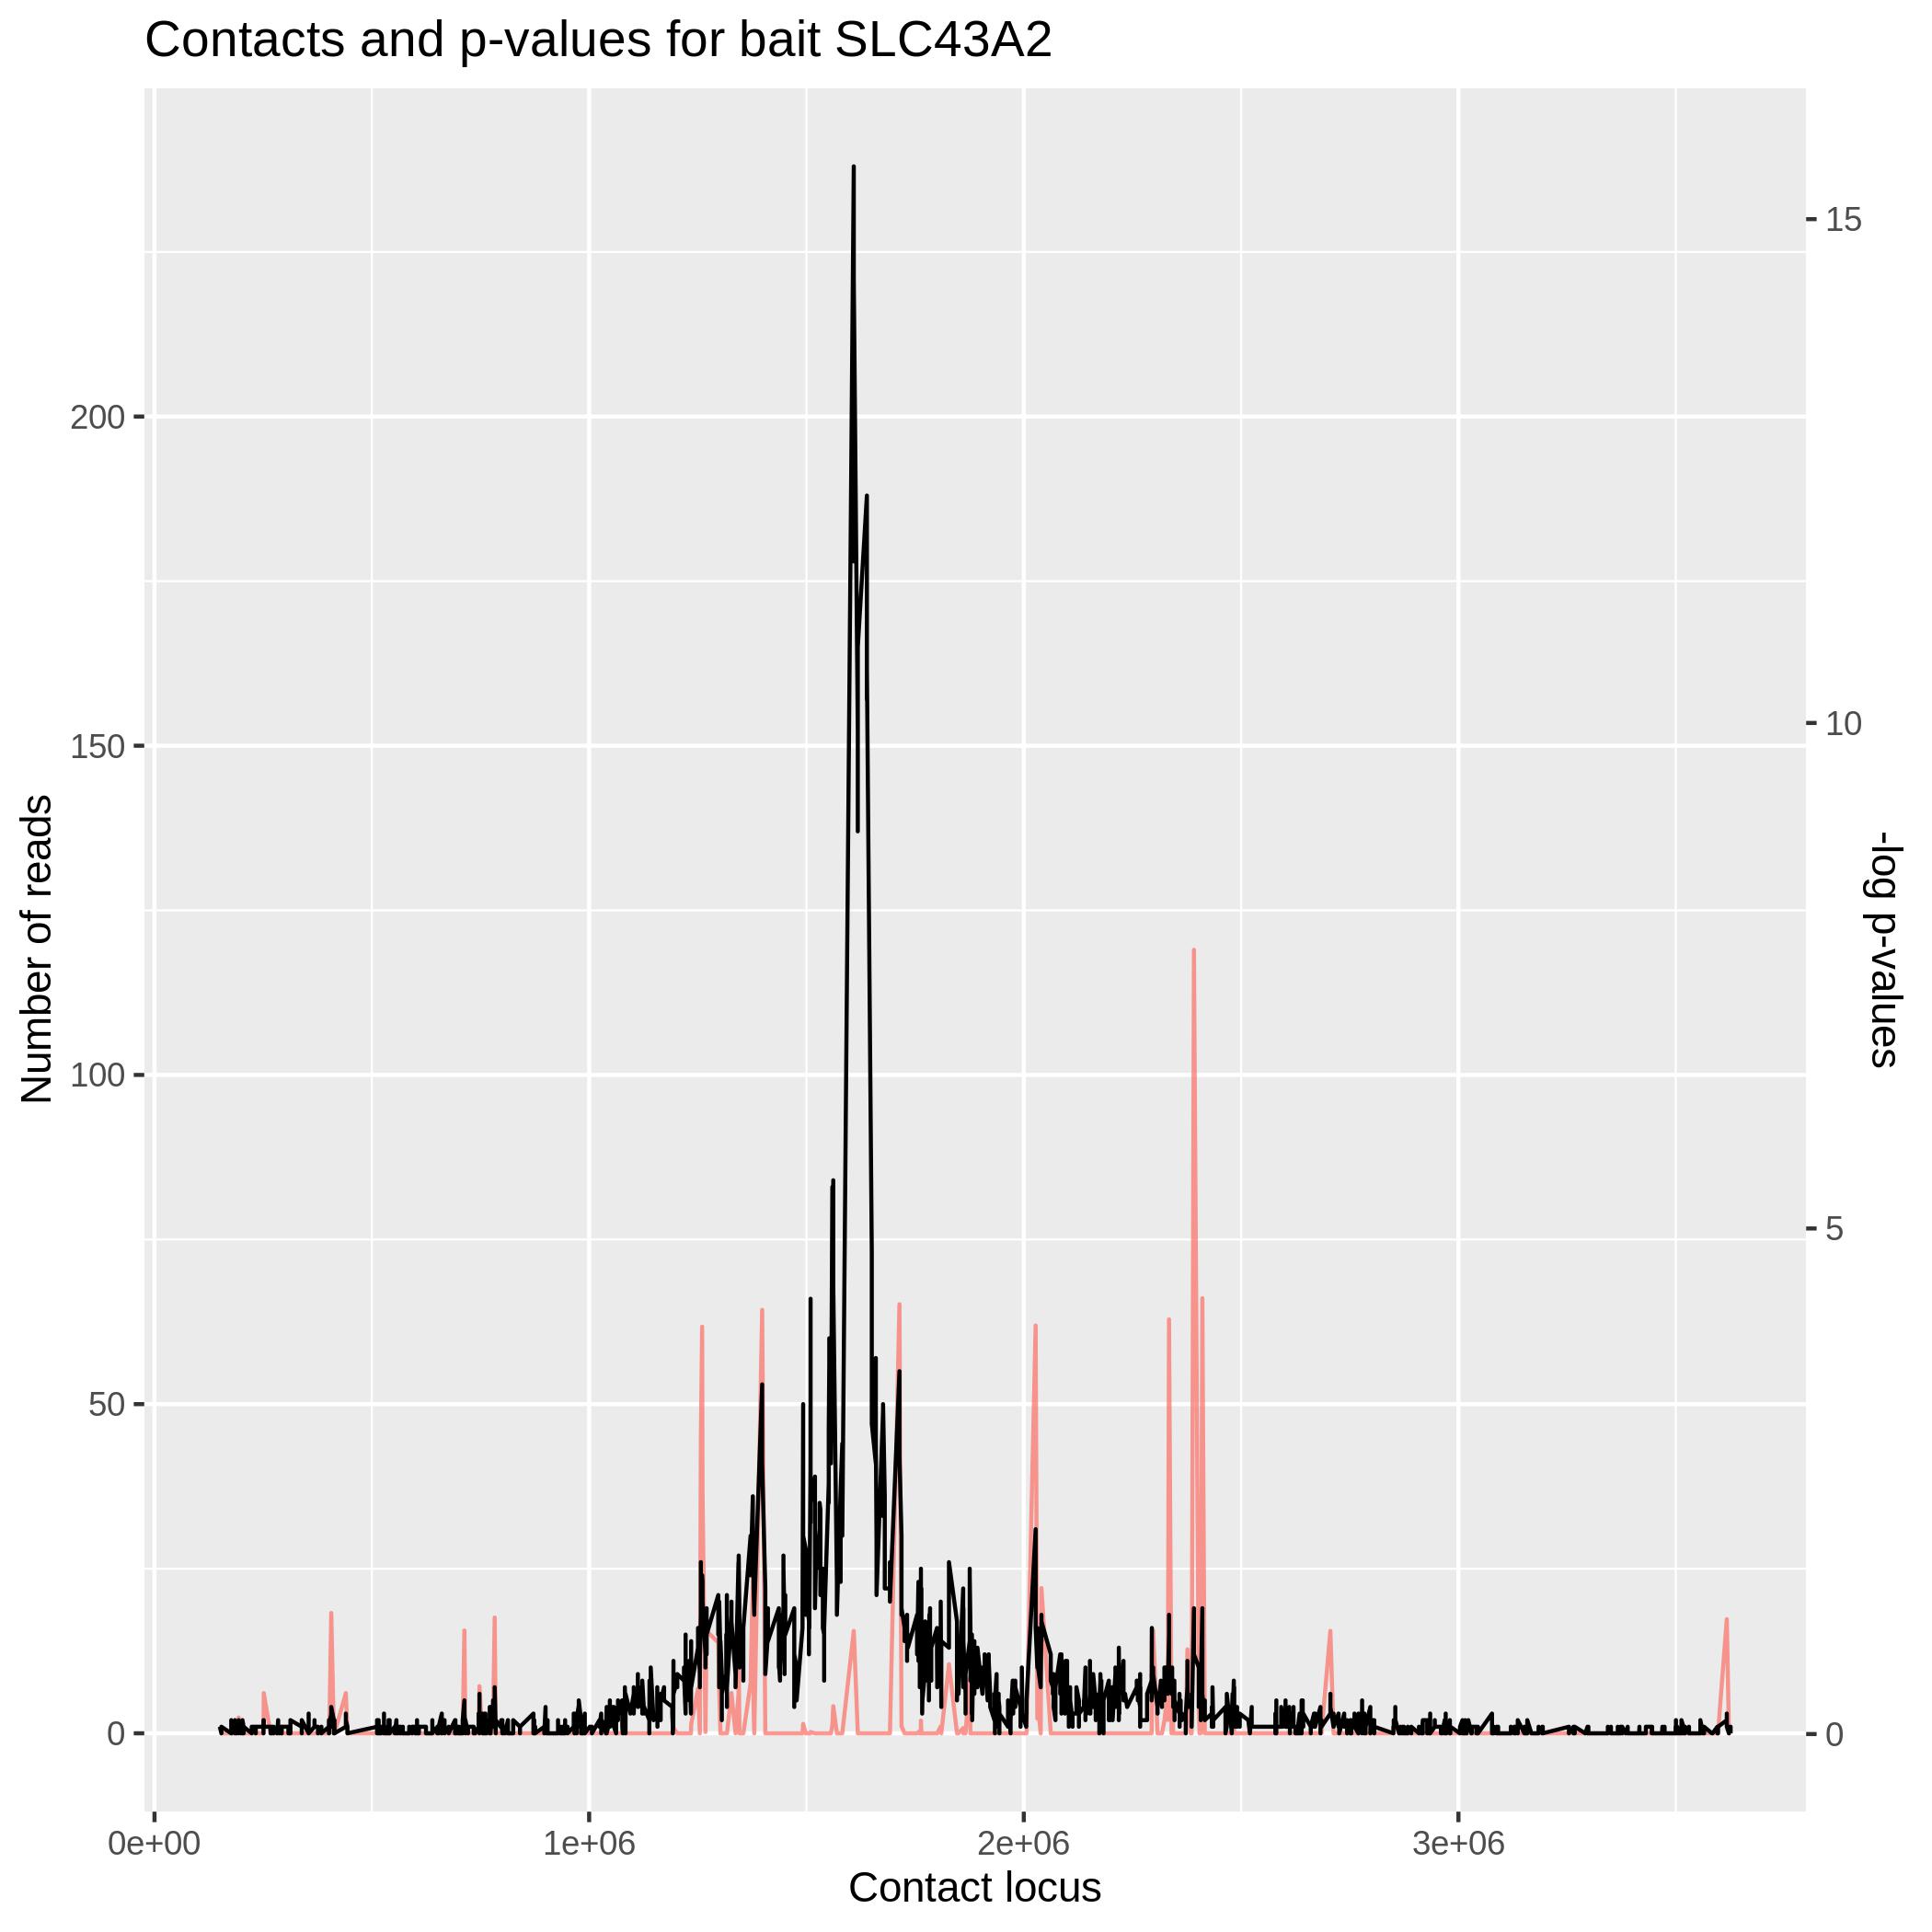 Contacts and p-values for bait SLC43A2
Number of reads
200
150
100
50
0
15
10
5
0
-log p-values
0e+00
1e+06
2e+06
3e+06
Contact locus